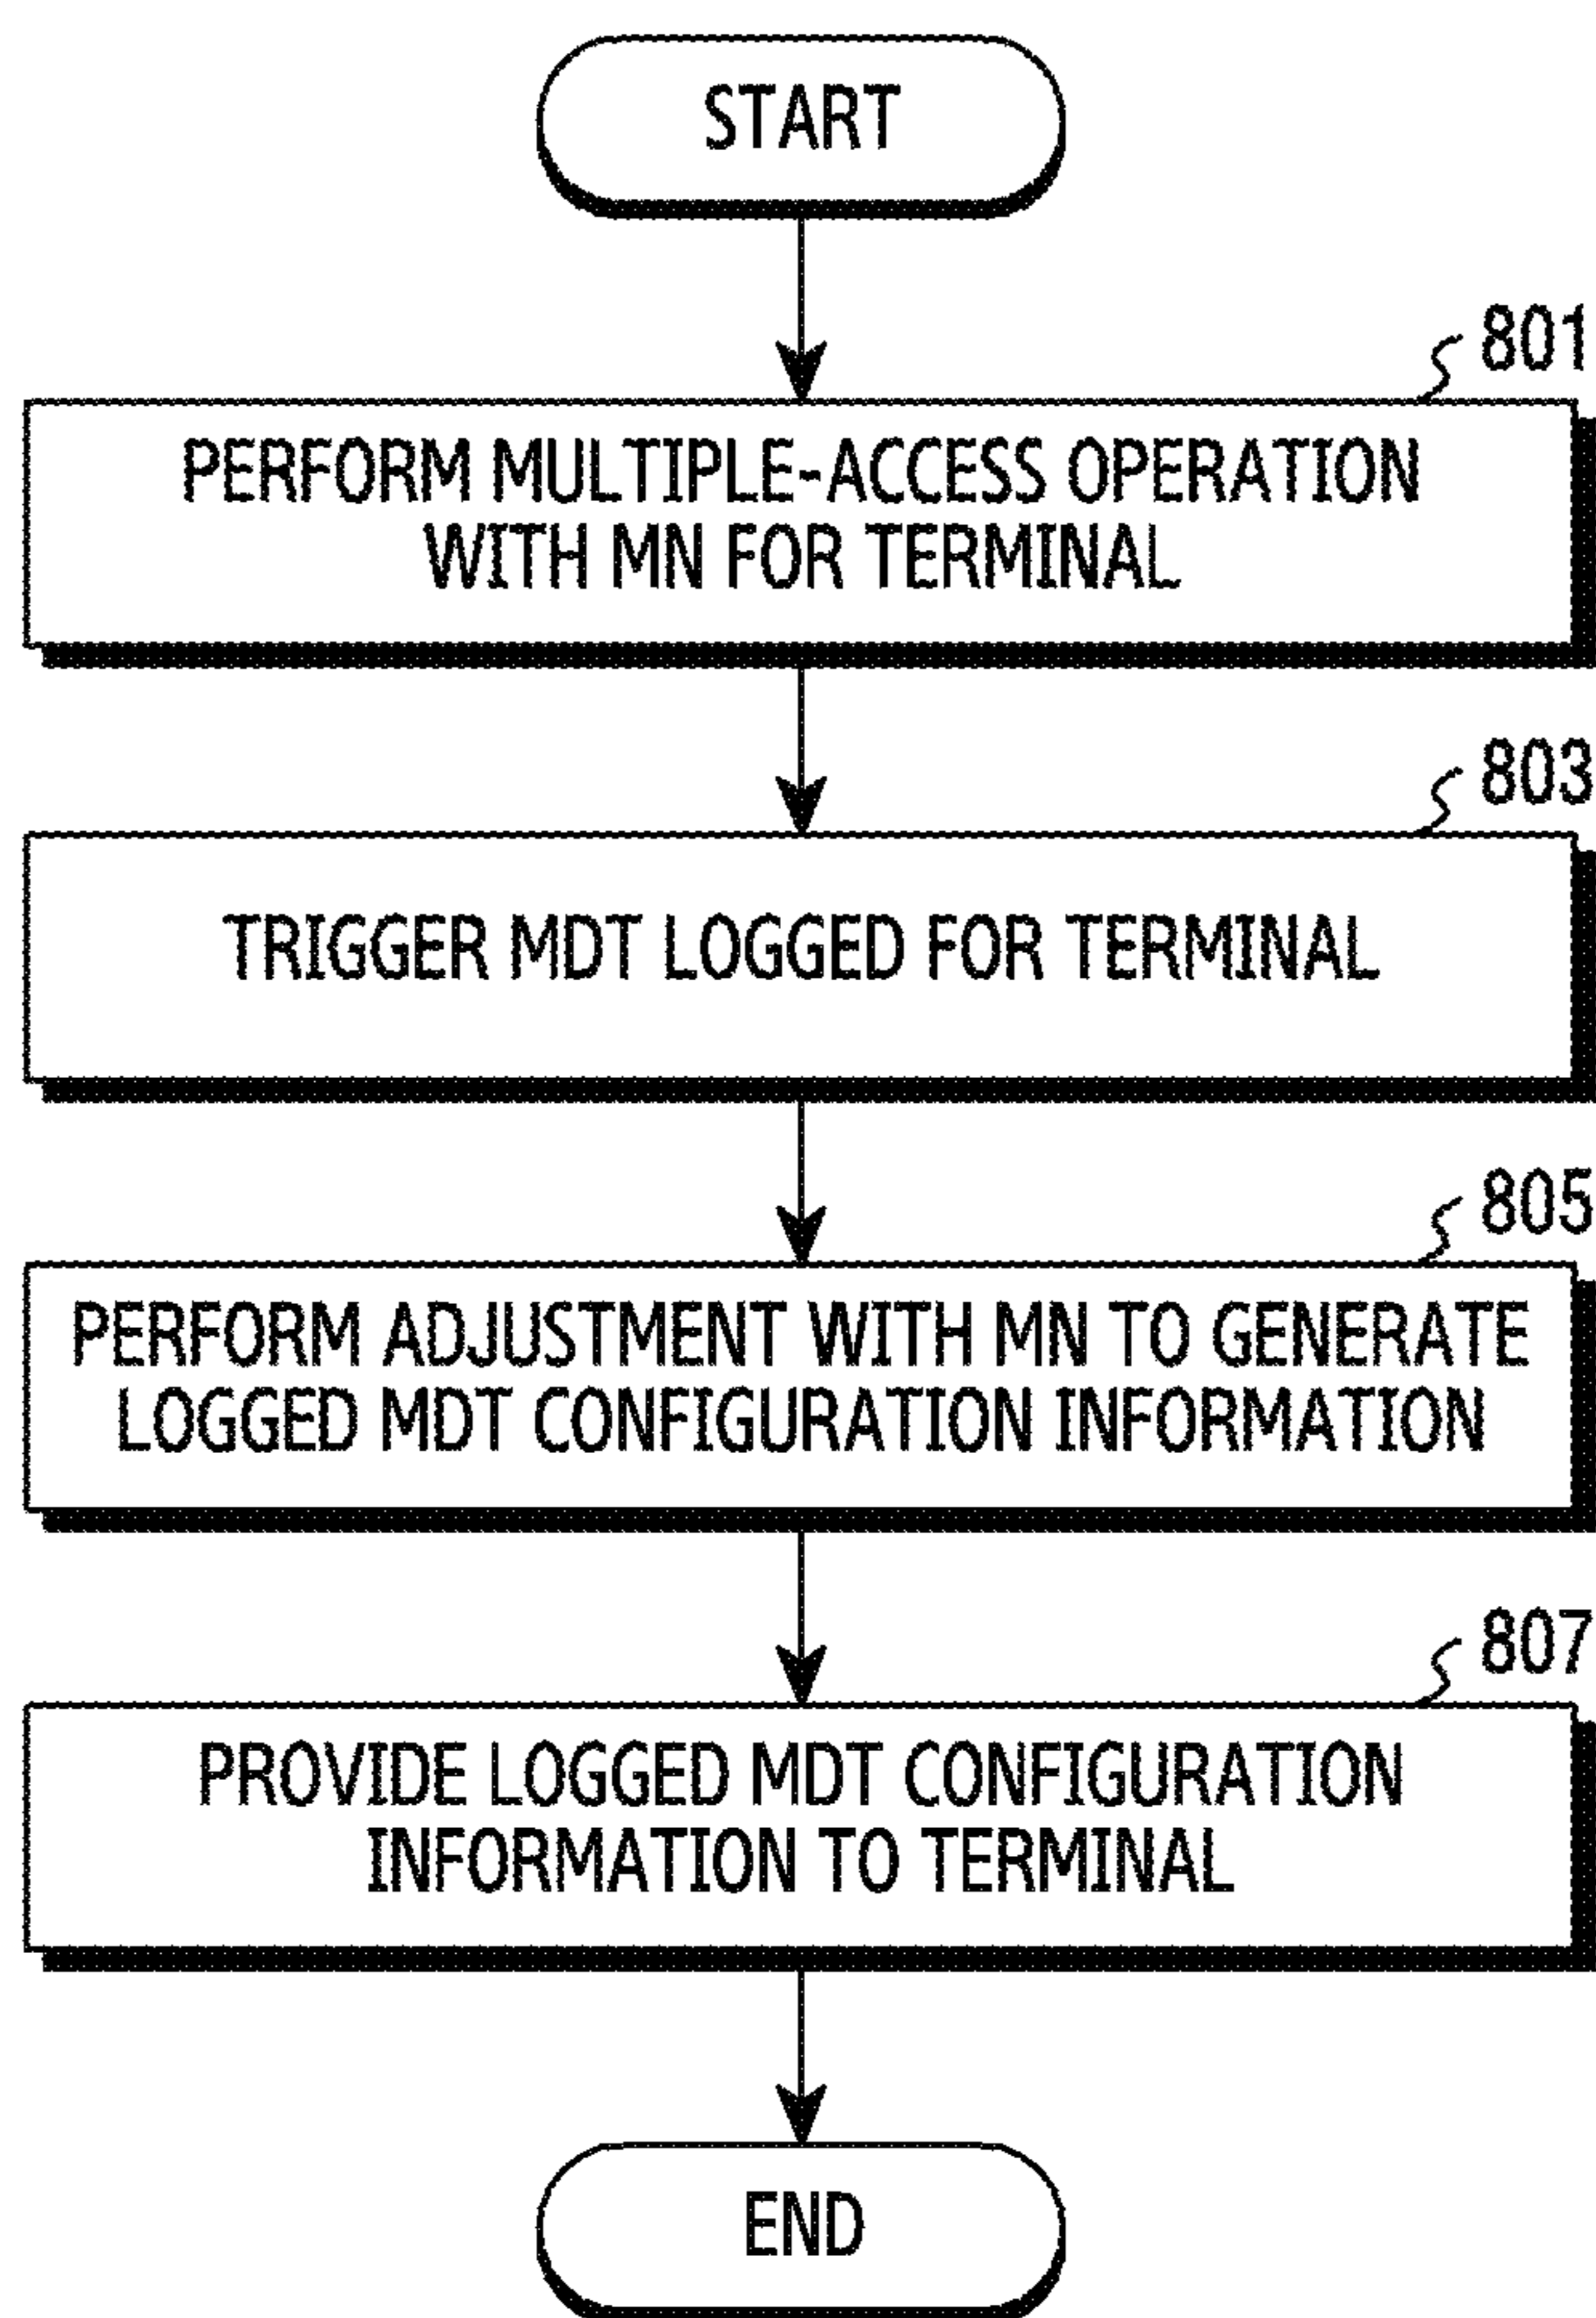 START
801
PERFORM MULTIPLE-ACCESS OPERATION
WITH MN FOR TERMINAL
803
TRIGGER MDT LOGGED FOR TERMINAL
805
PERFORM ADJUSTMENT WITH MN TO GENERATE
LOGGED MDT CONFIGURATION INFORMATION
807
PROVIDE LOGGED MDT CONFIGURATION
INFORMATION TO TERMINAL
END